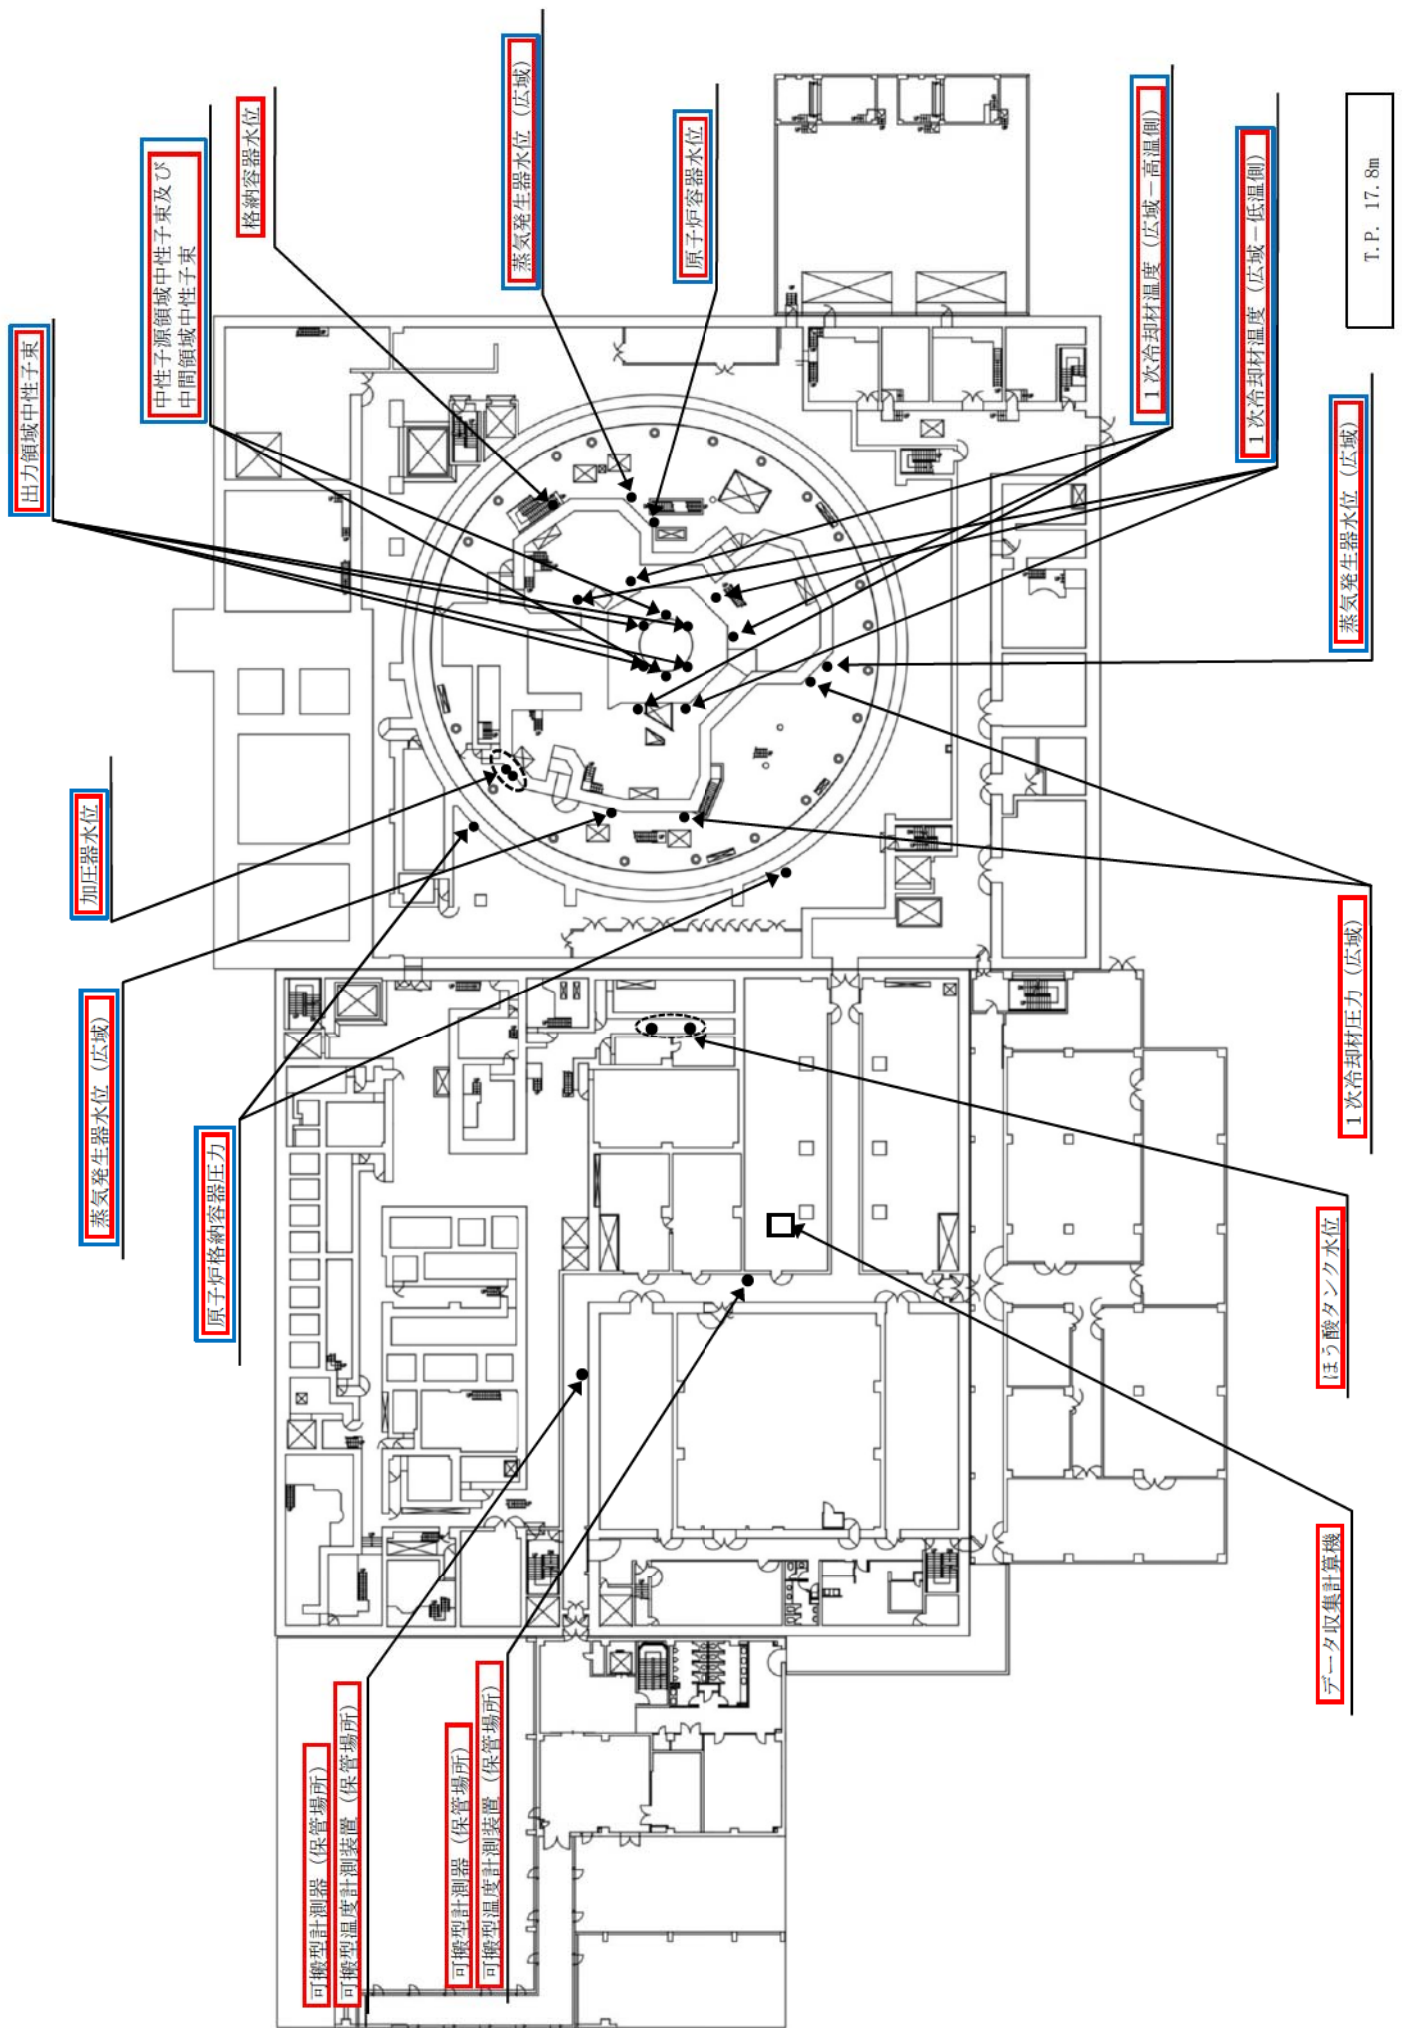 出力領域中性子束
中性子源領域中性子束及び
中間領域中性子束
格納容器水位
蒸気発生器水位（広域）
原子炉容器水位
1次冷却材温度（広域－高温側）
1次冷却材温度（広域－低温側）
T.P. 17.8m
蒸気発生器水位（広域）
加圧器水位
蒸気発生器水位（広域）
原子炉格納容器圧力
1次冷却材圧力（広域）
ほう酸タンク水位
データ収集計算機
可搬型計測器（保管場所）
可搬型温度計測装置（保管場所）
可搬型計測器（保管場所）
可搬型温度計測装置（保管場所）